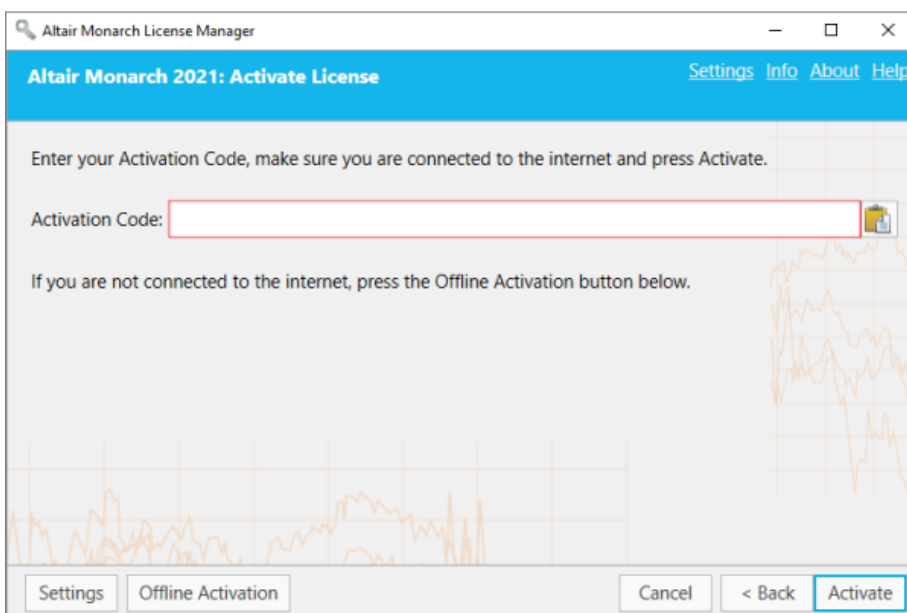 Altair Monarch License Manager
Altair Monarch 2021: Activate License
Settings Info About Help
Enter your Activation Code, make sure you are connected to the internet and press Activate.
Activation Code:
If you are not connected to the internet, press the Offline Activation button below.
Settings Offline Activation Cancel < Back Activate